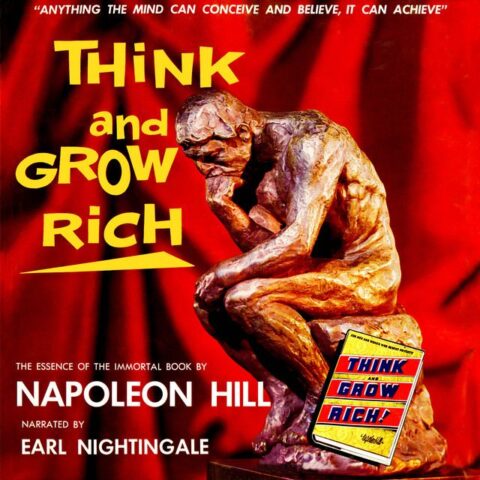 "ANYTHING THE MIND CAN CONCEIVE AND BELIEVE, IT CAN ACHIEVE"
THiNK
and
GROW
RiCH
THE ESSENCE OF THE IMMORTAL BOOK BY
NAPOLEON HILL
NARRATED BY
EARL NIGHTINGALE
THINK
AND
GROW
RICH!